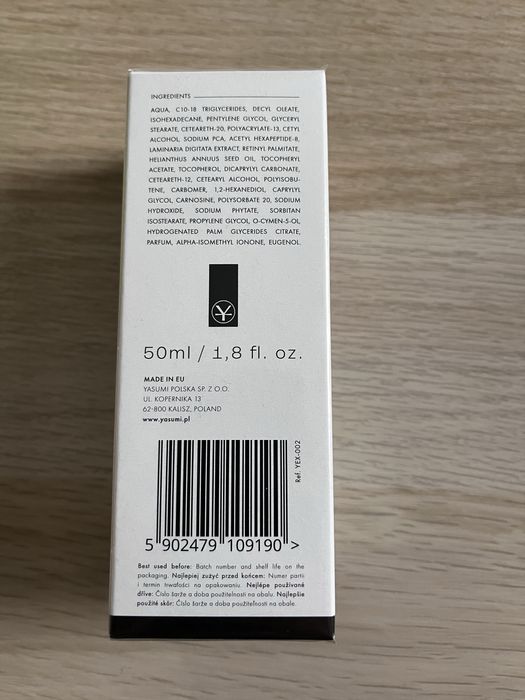 INGREDIENTS
AQUA, C10-18 TRIGLYCERIDES, DECYL OLEATE,
ISOHEXADECANE, PENTYLENE GLYCOL, GLYCERYL
STEARATE, CETEARETH-20, POLYACRYLATE-13, CETYL
ALCOHOL, SODIUM PCA, ACETYL HEXAPEPTIDE-8,
LAMINARIA DIGITATA EXTRACT, RETINYL PALMITATE,
HELIANTHUS ANNUUS SEED OIL, TOCOPHERYL
ACETATE, TOCOPHEROL, DICAPRYLYL CARBONATE,
CETEARETH-12, CETEARYL ALCOHOL, POLYISOBU-
TENE, CARBOMER, 1,2-HEXANEDIOL, CAPRYLYL
GLYCOL, CARNOSINE, POLYSORBATE 20, SODIUM
HYDROXIDE, SODIUM PHYTATE, SORBITAN
ISOSTEARATE, PROPYLENE GLYCOL, O-CYMEN-5-OL,
HYDROGENATED PALM GLYCERIDES CITRATE,
PARFUM, ALPHA-ISOMETHYL IONONE, EUGENOL.
Y
50ml / 1,8 fl. oz.
MADE IN EU
YASUMI POLSKA SP. Z O.O.
UL. KOPERNIKA 13
62-800 KALISZ, POLAND
www.yasumi.pl
Ref. YEX-002
5 902479 109190 >
Best used before: Batch number and shelf life on the
packaging. Najlepiej zużyć przed końcem: Numer partii
i termin trwałości na opakowaniu. Nejlépe používané
dříve: Číslo šarže a doba použitelnosti na obalu. Najlepšie
použité skôr: Číslo šarže a doba použiteľnosti na obale.